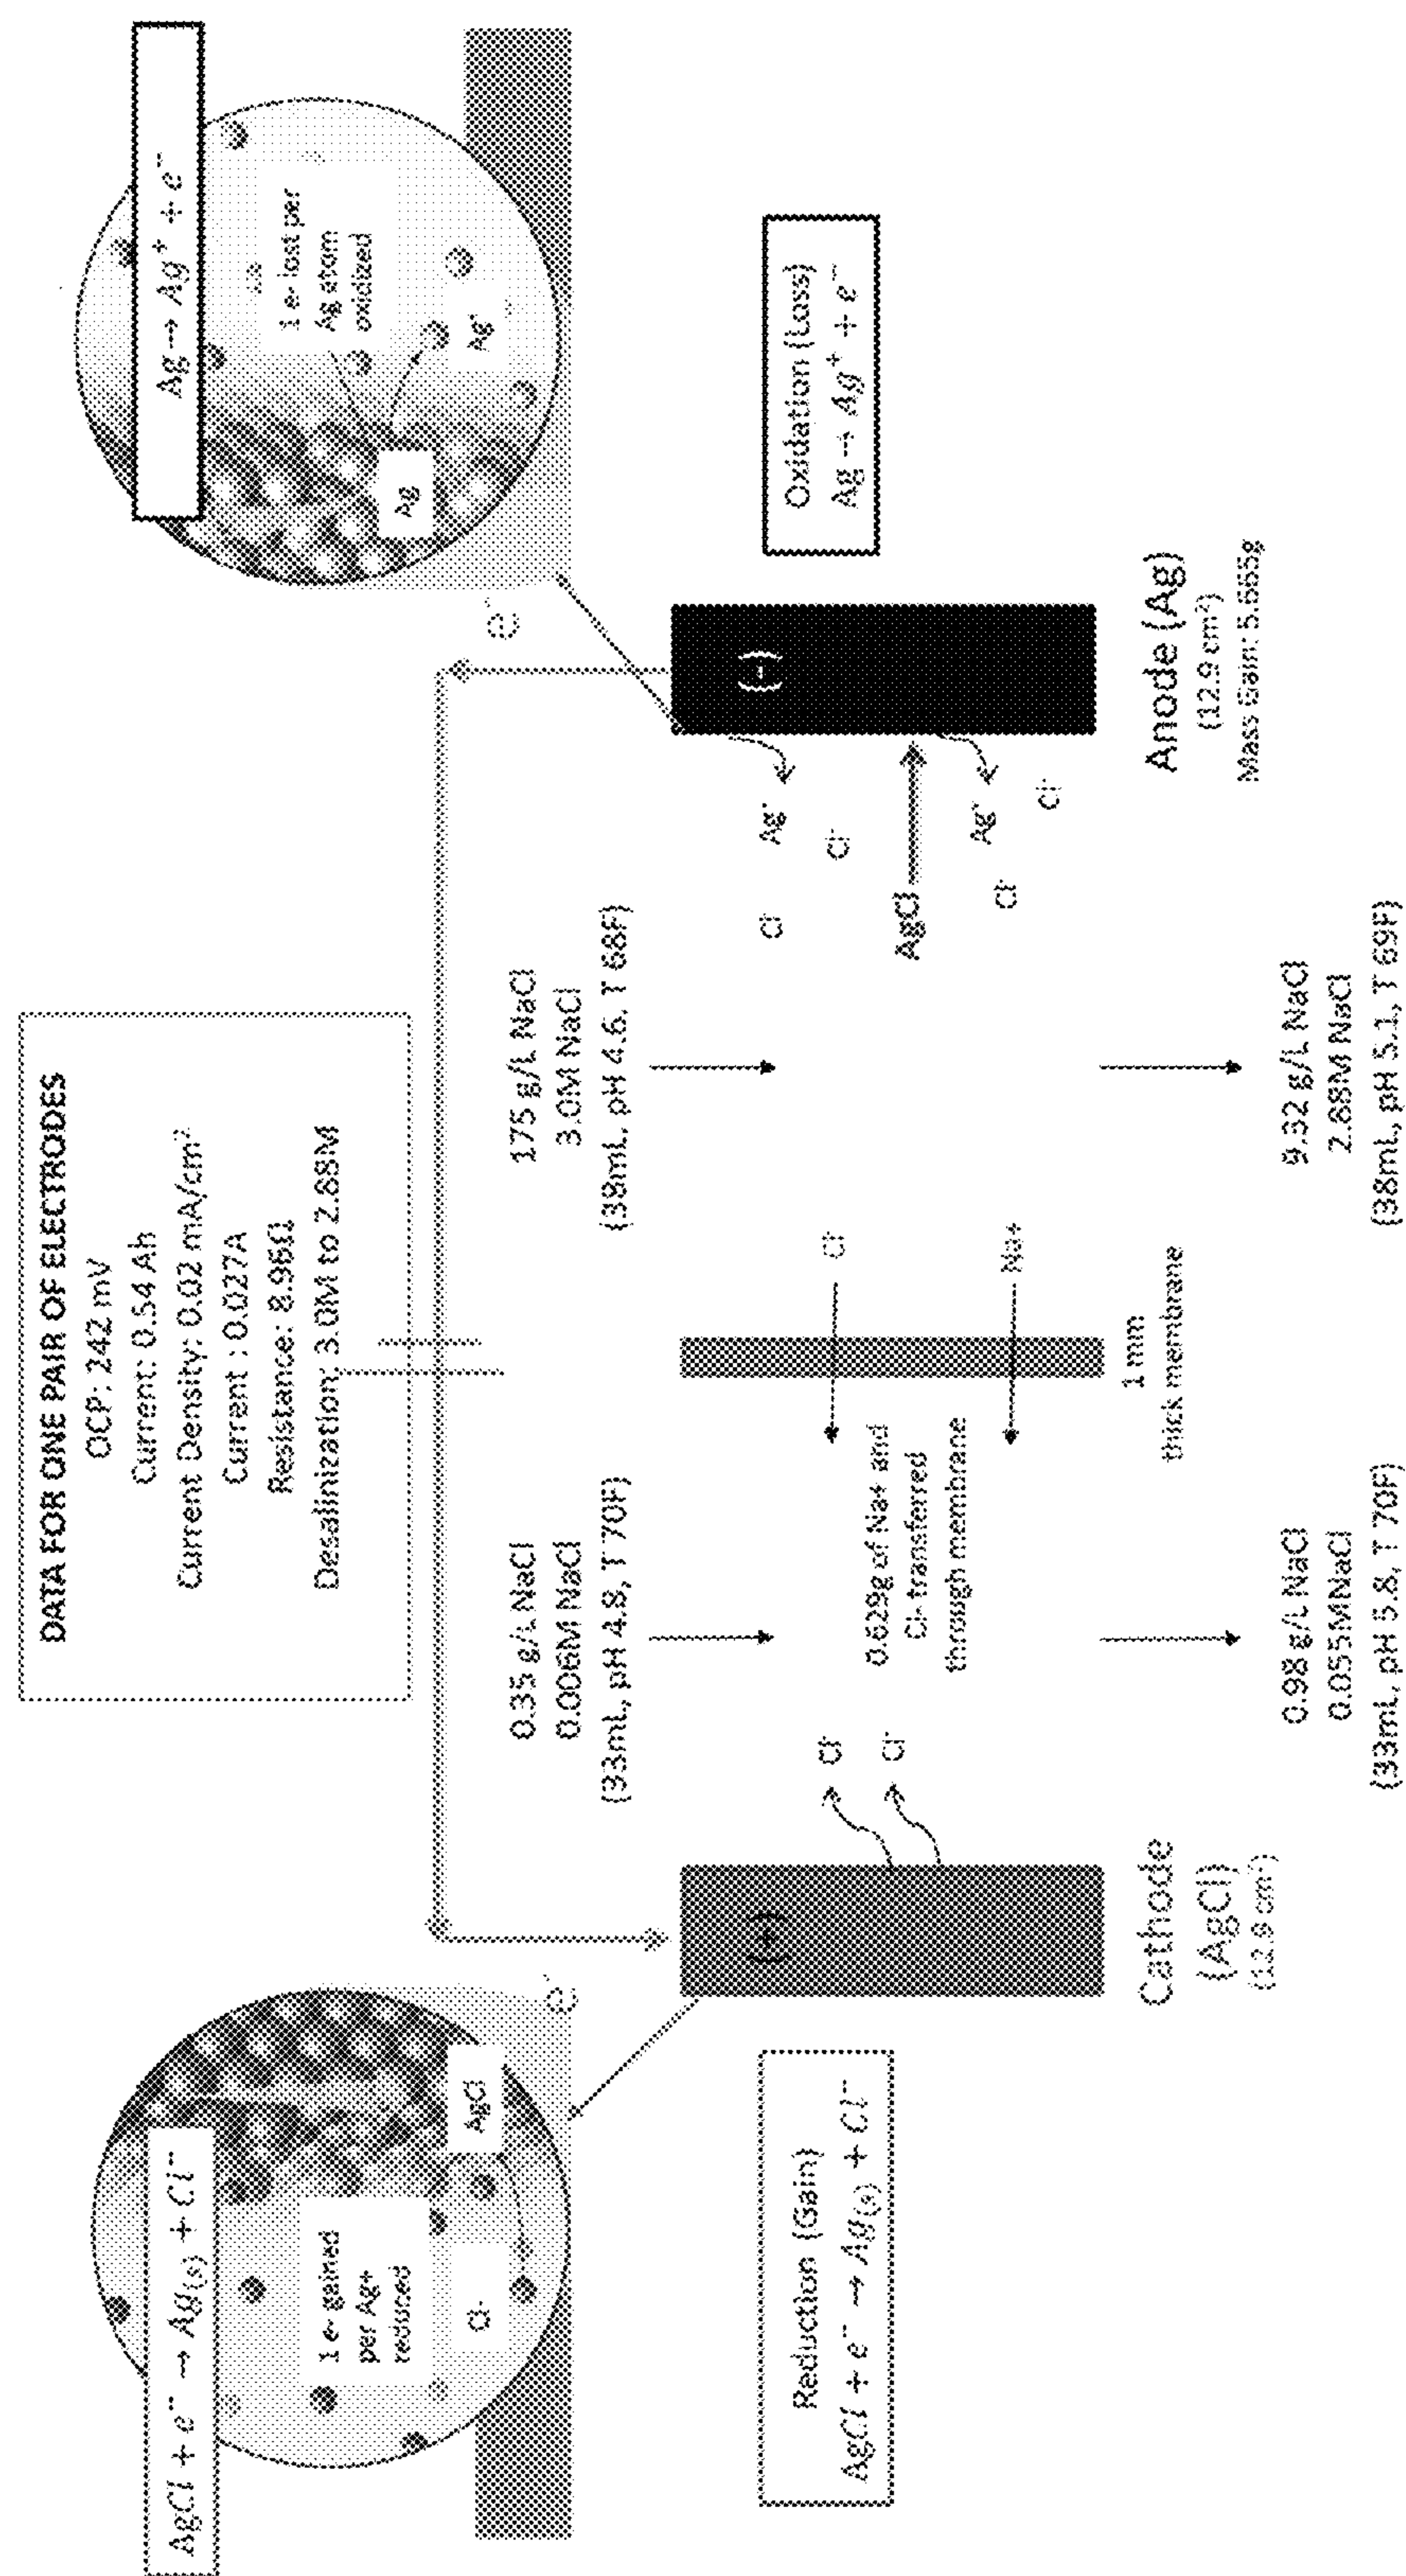 DATA FOR ONE PAIR OF ELECTRODES
OCP: 242 mV
Current: 0.54 Ah
Current Density: 0.02 mA/cm²
Current : 0.027A
Resistance: 8.96Ω
Desalinization: 3.0M to 2.88M
AgCl + e⁻ → Ag(s) + Cl⁻
1 e- gained
per Ag+
reduced
AgCl
Cl-
e⁻
Ag → Ag⁺ + e⁻
1 e- lost per
Ag atom
oxidized
Ag
Ag⁺
e⁻
0.35 g/L NaCl
0.006M NaCl
(33mL, pH 4.8, T 70F)
175 g/L NaCl
3.0M NaCl
(38mL, pH 4.6, T 68F)
Reduction (Gain)
AgCl + e⁻ → Ag(s) + Cl⁻
(+)
Cl⁻
Cl⁻
0.629g of Na+ and
Cl- transferred
through membrane
Cl⁻
Na+
Cl⁻
Ag⁺
Cl⁻
AgCl
Ag⁺
Cl⁻
Cl⁻
(-)
Oxidation (Loss)
Ag → Ag⁺ + e⁻
Cathode
(AgCl)
(12.9 cm²)
1 mm
thick membrane
Anode (Ag)
(12.9 cm²)
Mass Gain: 5.665g
0.98 g/L NaCl
0.055MNaCl
(33mL, pH 5.8, T 70F)
9.32 g/L NaCl
2.88M NaCl
(38mL, pH 5.1, T 69F)